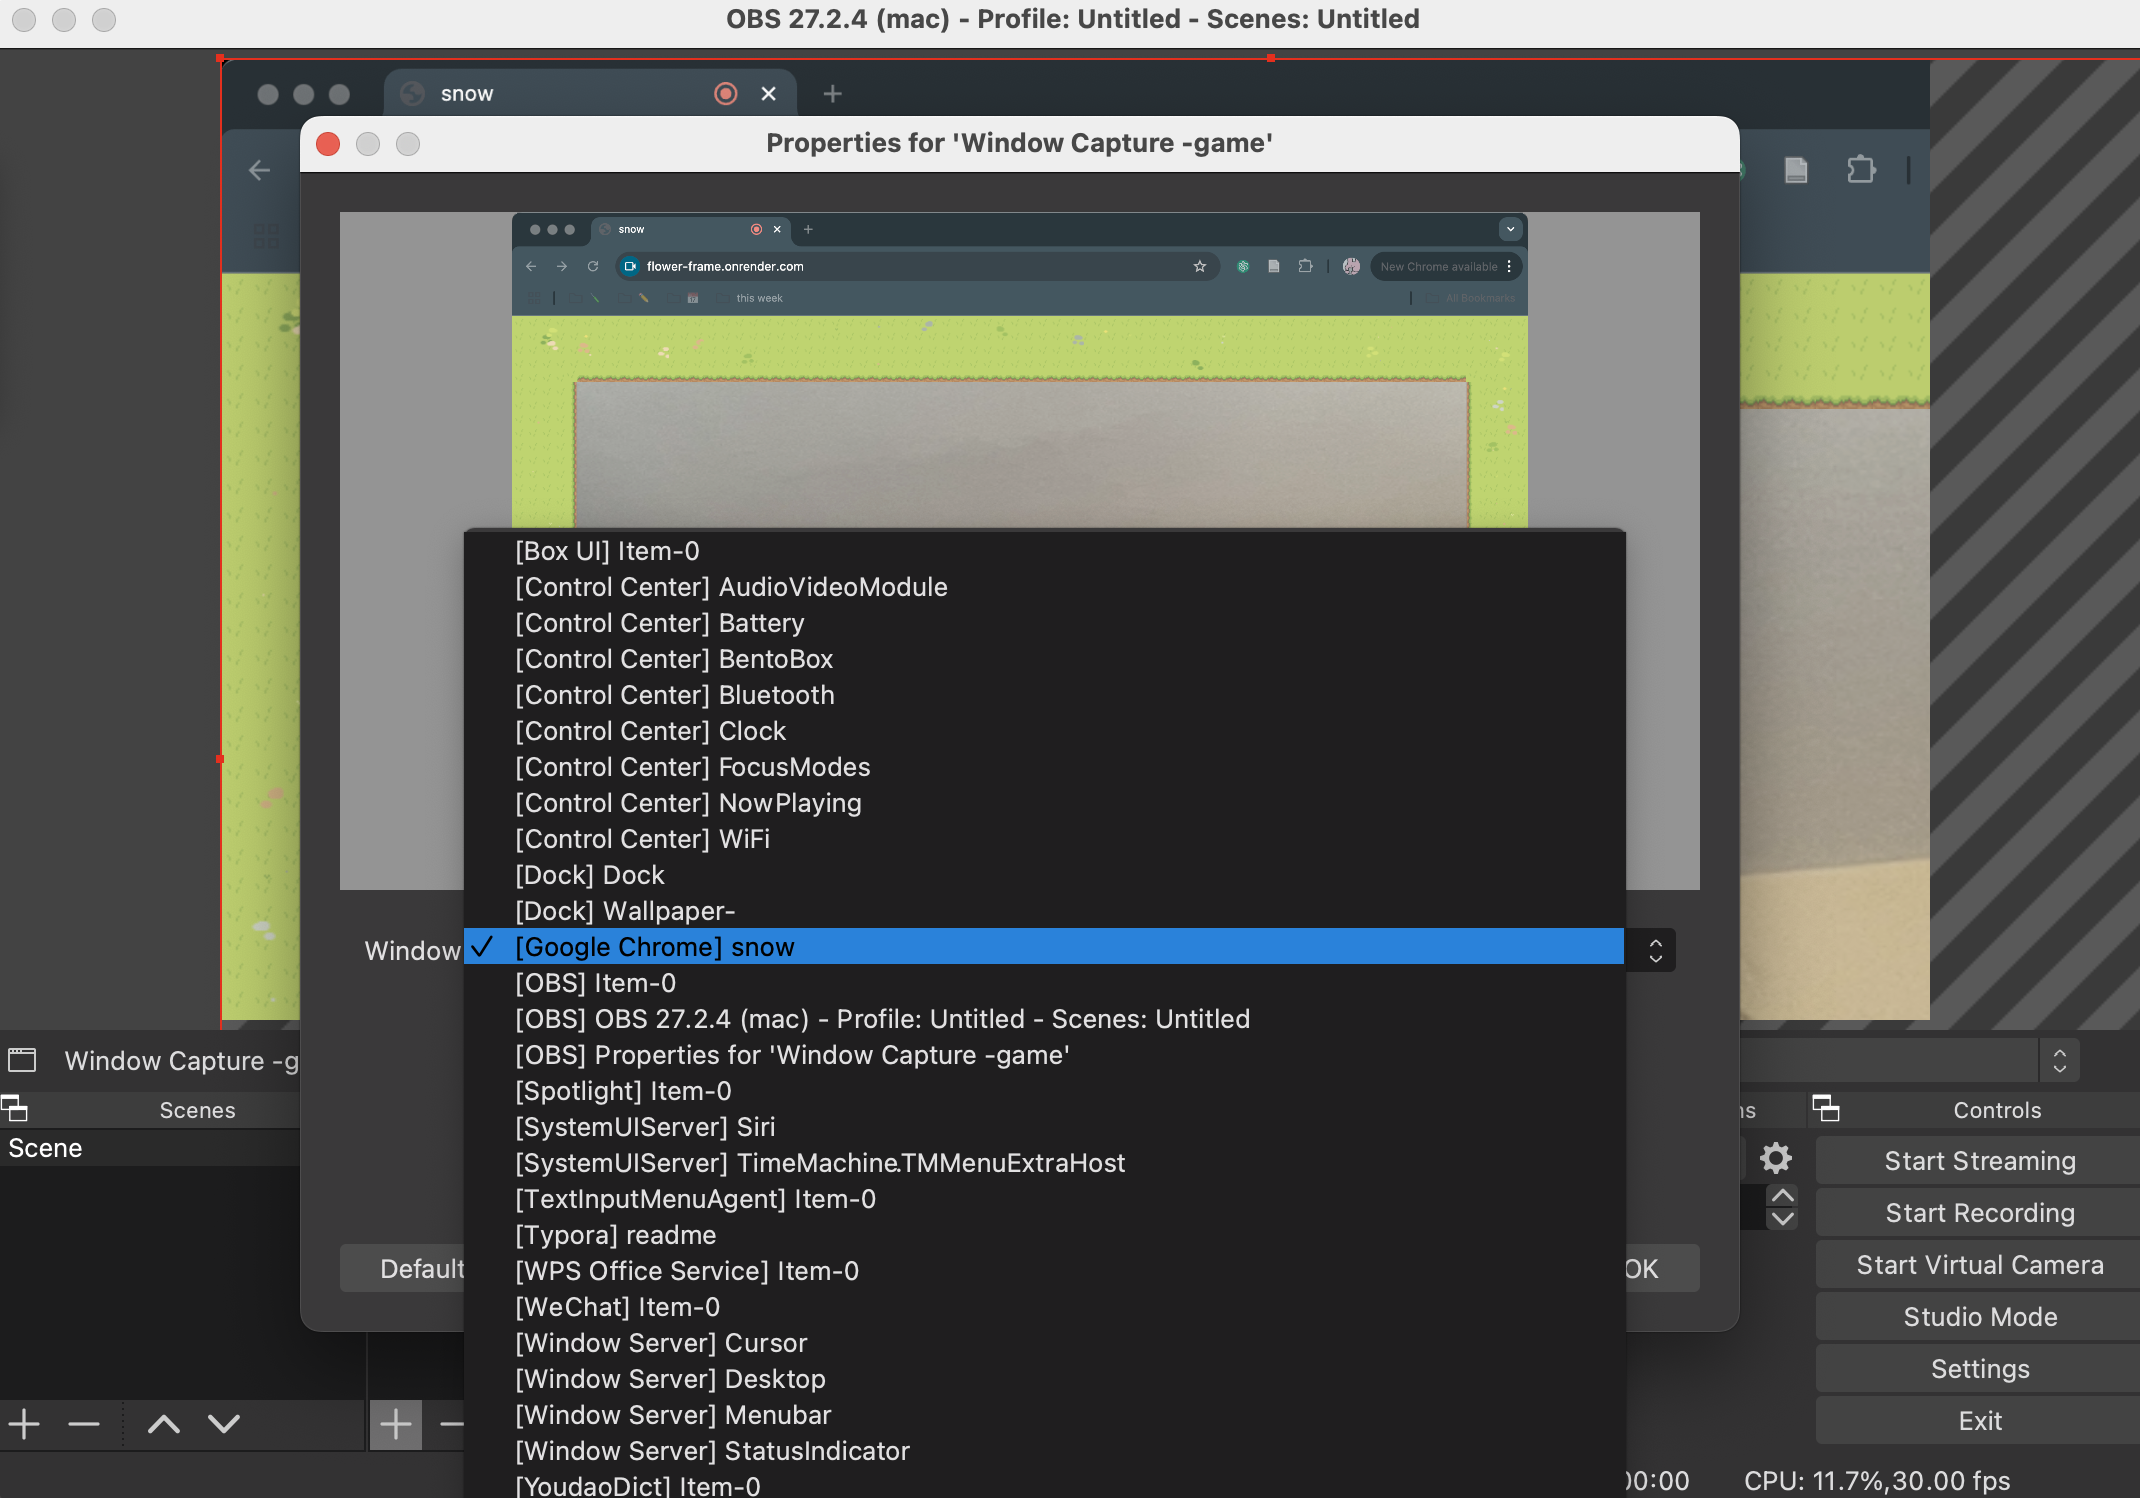 OBS 27.2.4 (mac) - Profile: Untitled - Scenes: Untitled
snow
Properties for 'Window Capture -game'
snow
flower-frame.onrender.com
New Chrome available
this week
All Bookmarks
[Box UI] Item-0
[Control Center] AudioVideoModule
[Control Center] Battery
[Control Center] BentoBox
[Control Center] Bluetooth
[Control Center] Clock
[Control Center] FocusModes
[Control Center] NowPlaying
[Control Center] WiFi
[Dock] Dock
[Dock] Wallpaper-
Window
[Google Chrome] snow
[OBS] Item-0
[OBS] OBS 27.2.4 (mac) - Profile: Untitled - Scenes: Untitled
[OBS] Properties for 'Window Capture -game'
[Spotlight] Item-0
[SystemUIServer] Siri
[SystemUIServer] TimeMachine.TMMenuExtraHost
[TextInputMenuAgent] Item-0
[Typora] readme
[WPS Office Service] Item-0
[WeChat] Item-0
[Window Server] Cursor
[Window Server] Desktop
[Window Server] Menubar
[Window Server] StatusIndicator
[YoudaoDict] Item-0
Default
OK
Window Capture -g
Scenes
Scene
ns
Controls
Start Streaming
Start Recording
Start Virtual Camera
Studio Mode
Settings
Exit
00:00
CPU: 11.7%,30.00 fps